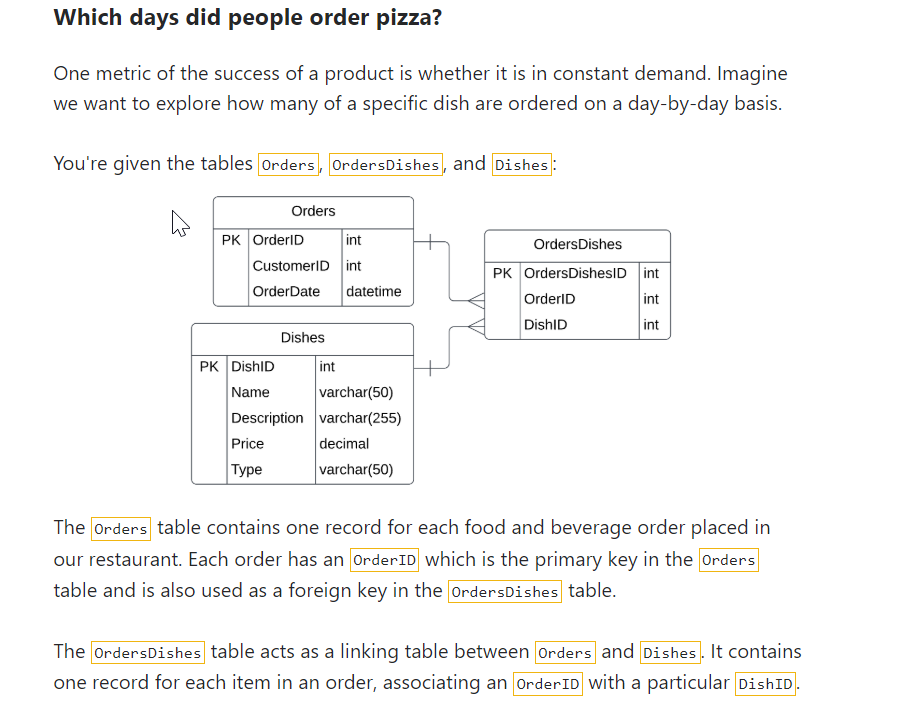 Which days did people order pizza?
One metric of the success of a product is whether it is in constant demand. Imagine
we want to explore how many of a specific dish are ordered on a day-by-day basis.
You're given the tables Orders, OrdersDishes, and Dishes:
Orders
PK OrderID int
CustomerID int
OrderDate datetime
OrdersDishes
PK OrdersDishesID int
OrderID int
DishID int
Dishes
PK DishID int
Name varchar(50)
Description varchar(255)
Price decimal
Type varchar(50)
The Orders table contains one record for each food and beverage order placed in
our restaurant. Each order has an OrderID which is the primary key in the Orders
table and is also used as a foreign key in the OrdersDishes table.
The OrdersDishes table acts as a linking table between Orders and Dishes. It contains
one record for each item in an order, associating an OrderID with a particular DishID.